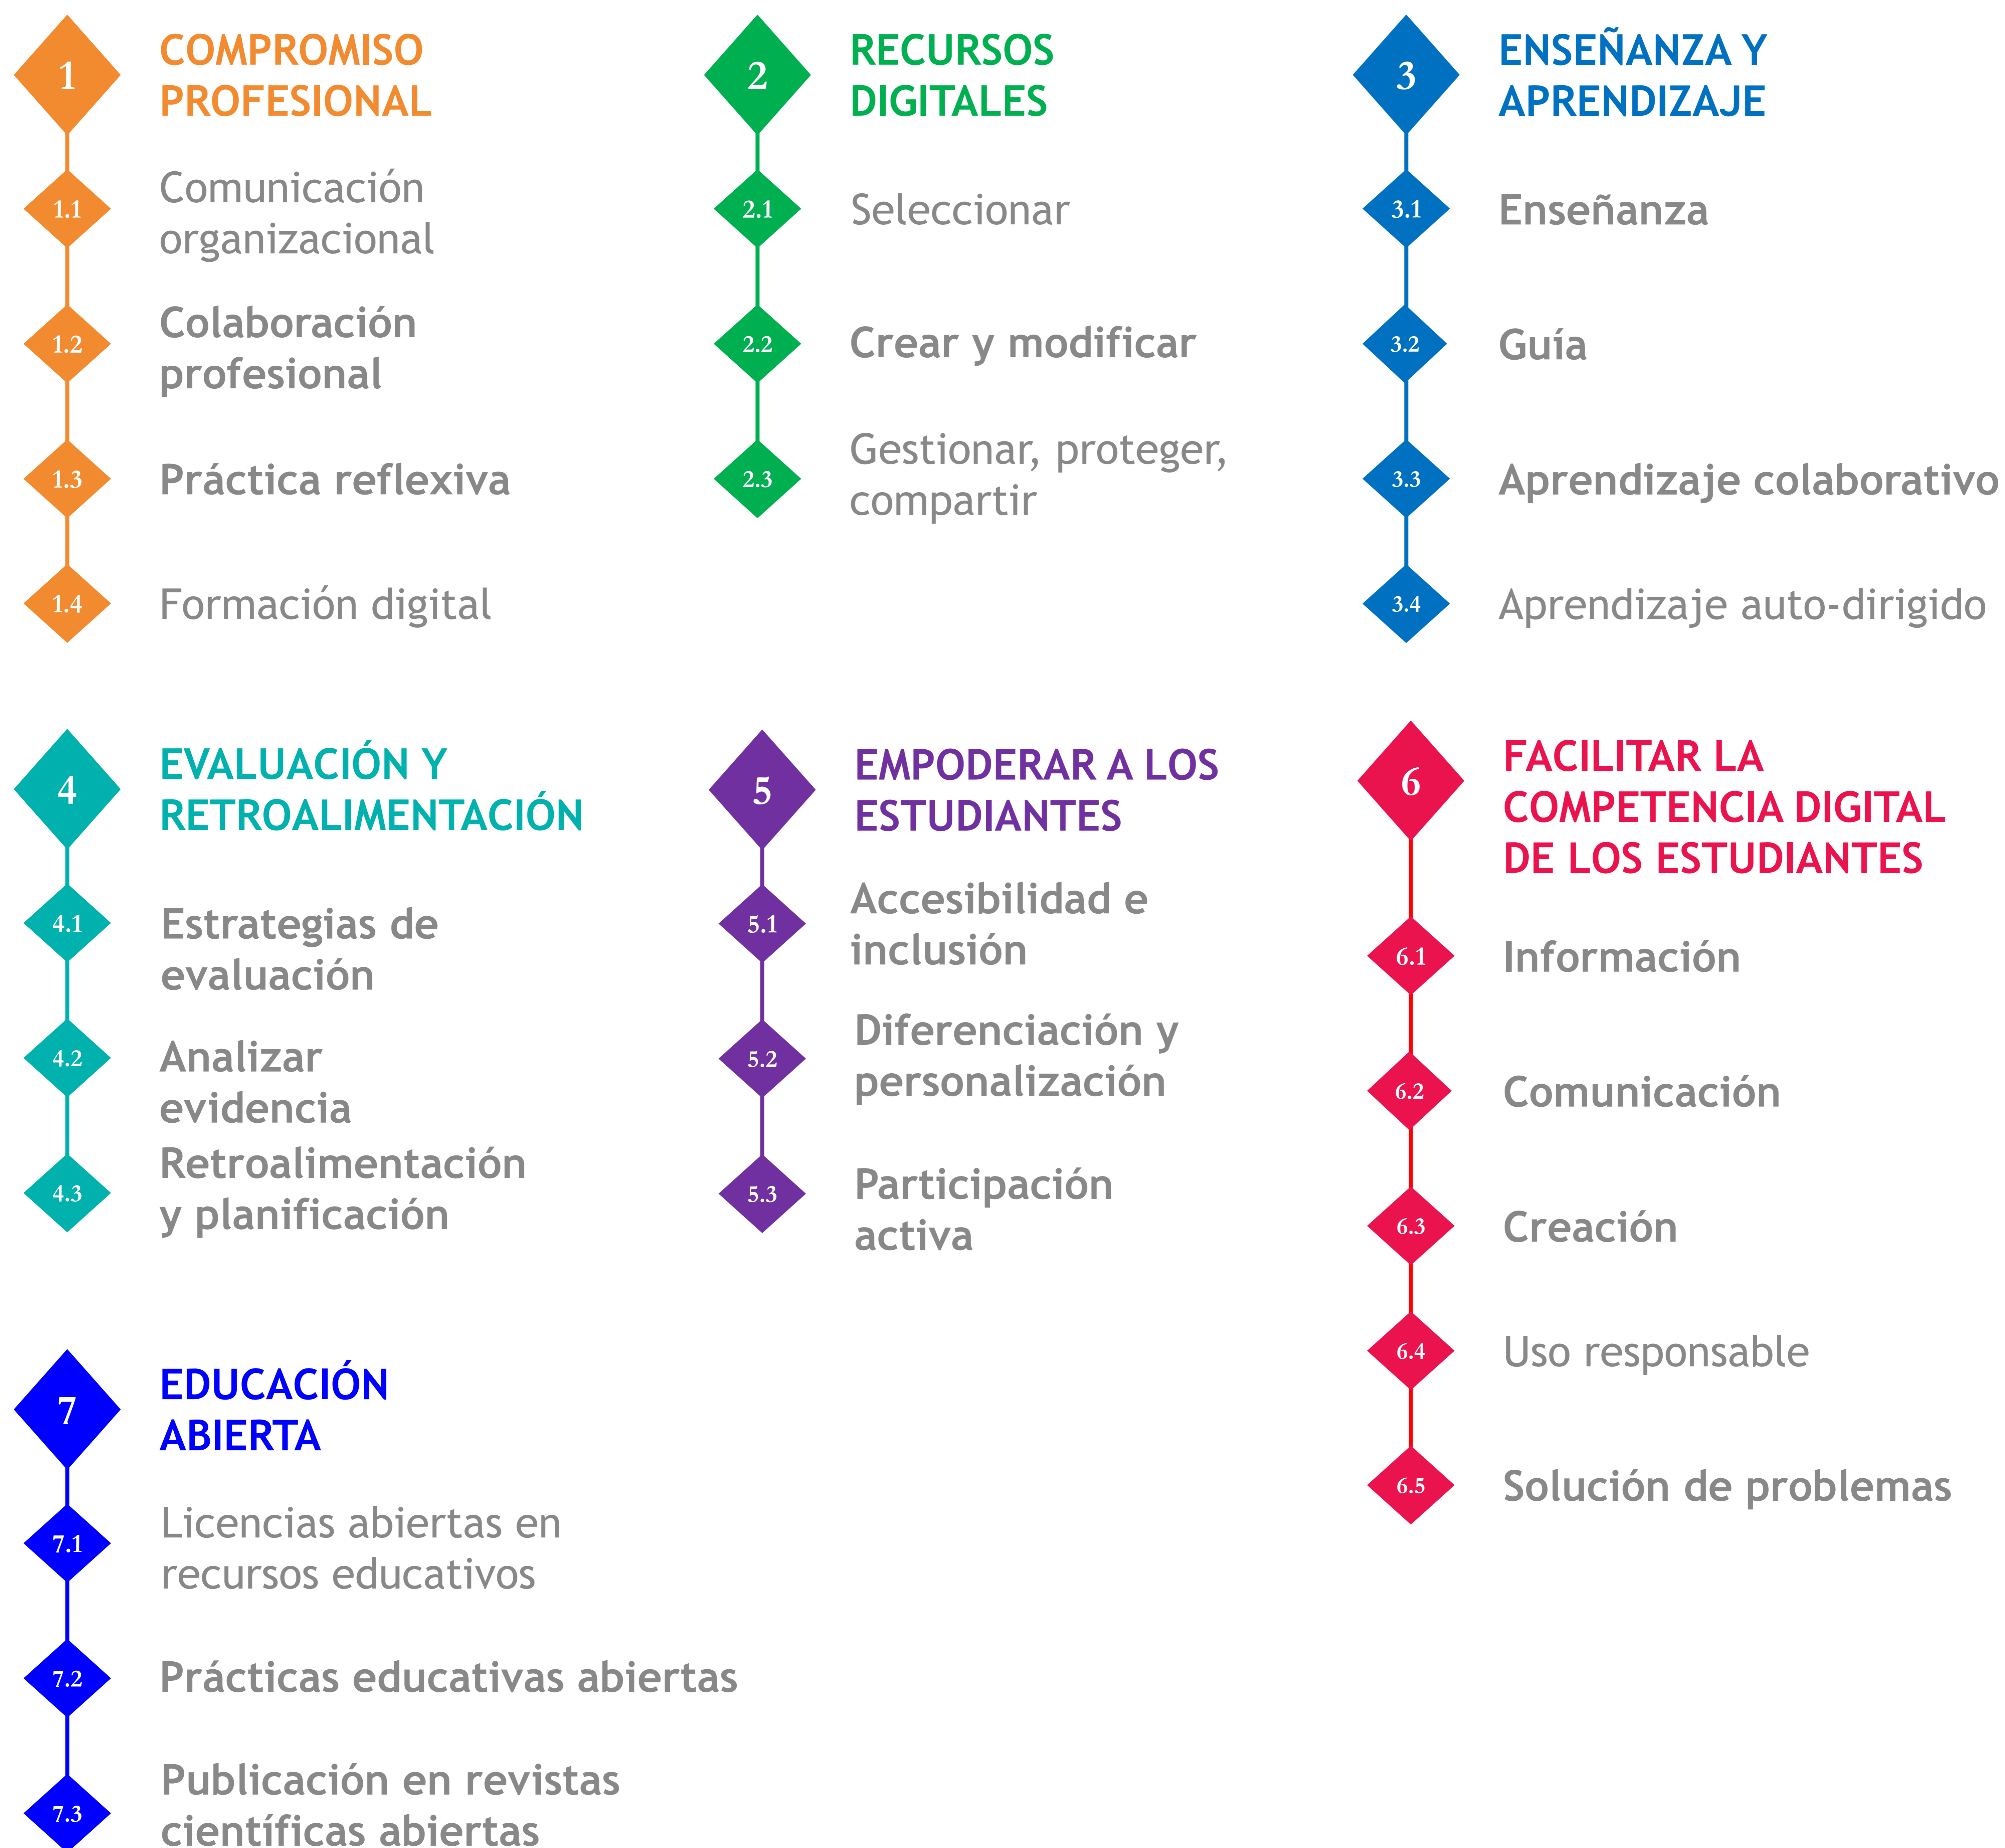 1
COMPROMISO
PROFESIONAL
1.1
Comunicación
organizacional
1.2
Colaboración
profesional
1.3
Práctica reflexiva
1.4
Formación digital
2
RECURSOS
DIGITALES
2.1
Seleccionar
2.2
Crear y modificar
2.3
Gestionar, proteger,
compartir
3
ENSEÑANZA Y
APRENDIZAJE
3.1
Enseñanza
3.2
Guía
3.3
Aprendizaje colaborativo
3.4
Aprendizaje auto-dirigido
4
EVALUACIÓN Y
RETROALIMENTACIÓN
4.1
Estrategias de
evaluación
4.2
Analizar
evidencia
4.3
Retroalimentación
y planificación
5
EMPODERAR A LOS
ESTUDIANTES
5.1
Accesibilidad e
inclusión
5.2
Diferenciación y
personalización
5.3
Participación
activa
6
FACILITAR LA
COMPETENCIA DIGITAL
DE LOS ESTUDIANTES
6.1
Información
6.2
Comunicación
6.3
Creación
6.4
Uso responsable
6.5
Solución de problemas
7
EDUCACIÓN
ABIERTA
7.1
Licencias abiertas en
recursos educativos
7.2
Prácticas educativas abiertas
7.3
Publicación en revistas
científicas abiertas